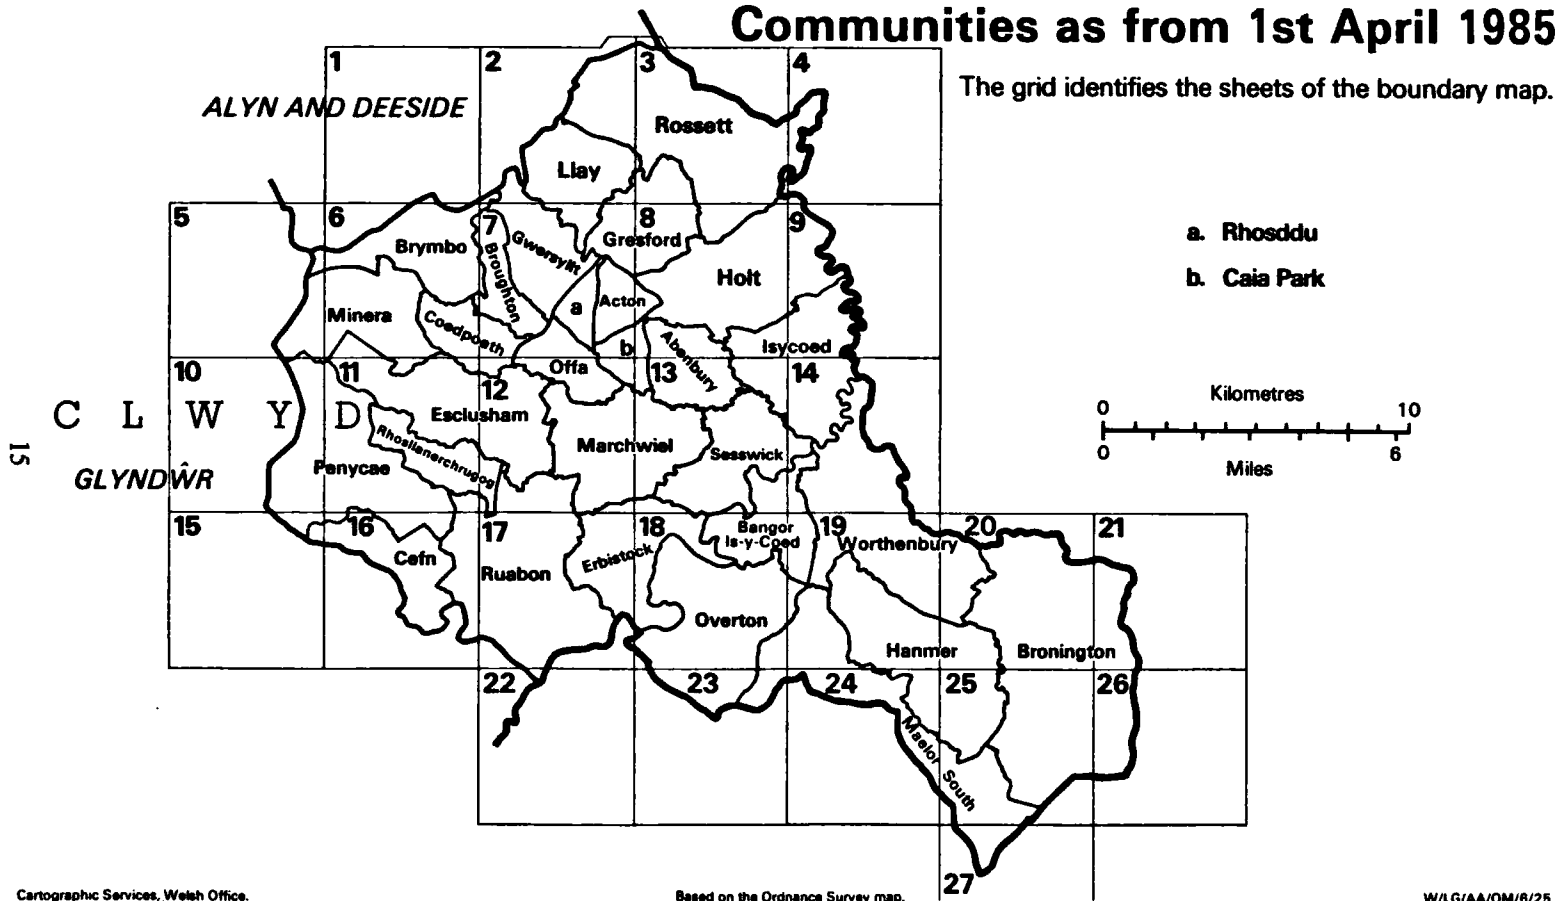 Communities as from 1st April 1985
The grid identifies the sheets of the boundary map.
1
2
3
4
ALYN AND DEESIDE
Rossett
Llay
5
6
7
8
9
Brymbo
Broughton
Gwersyllt
Gresford
Holt
a. Rhosddu
b. Caia Park
Minera
Coedpoeth
a
Acton
b
Abenbury
Isycoed
Offa
10
11
12
13
14
C L W Y D
Esclusham
Marchwiel
Sesswick
Rhosllanerchrugog
Penycae
GLYNDŴR
Kilometres
0 10
0 6
Miles
15
15
16
17
18
19
20
21
Cefn
Ruabon
Erbistock
Bangor
Is-y-Coed
Worthenbury
Overton
Hanmer
Bronington
22
23
24
25
26
Maelor South
27
Cartographic Services, Welsh Office.
Based on the Ordnance Survey map.
W/LG/AA/OM/6/25